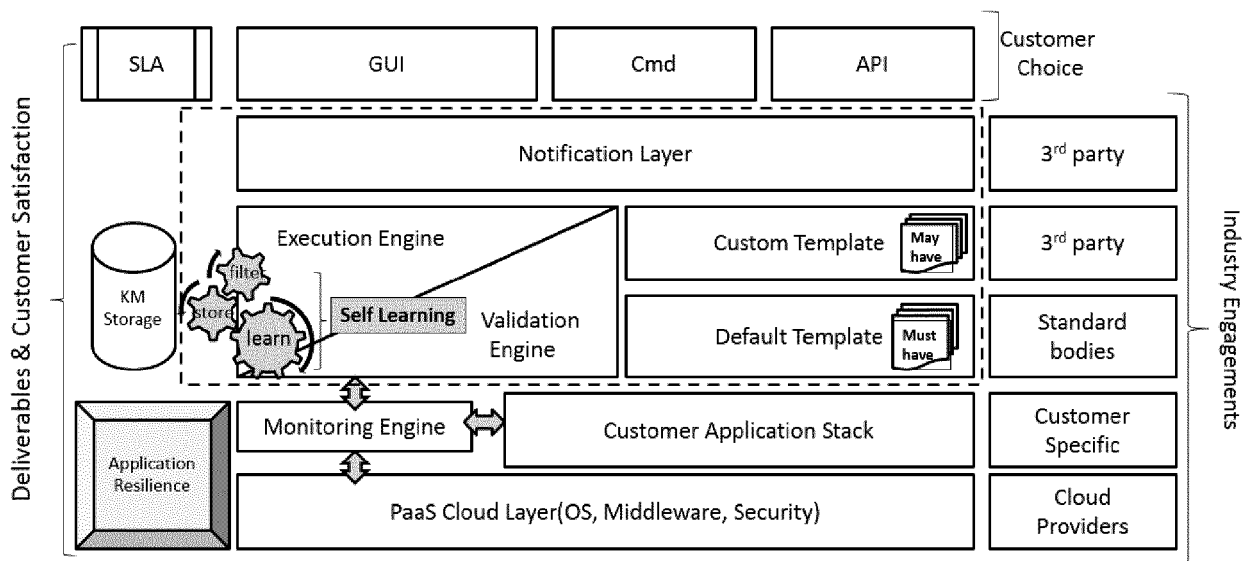 Deliverables & Customer Satisfaction
SLA
GUI
Cmd
API
Customer
Choice
Notification Layer
3rd party
KM
Storage
Execution Engine
filte
store
learn
Self Learning
Validation
Engine
Custom Template
May
have
3rd party
Default Template
Must
have
Standard
bodies
Industry Engagements
Application
Resilience
Monitoring Engine
Customer Application Stack
Customer
Specific
PaaS Cloud Layer(OS, Middleware, Security)
Cloud
Providers